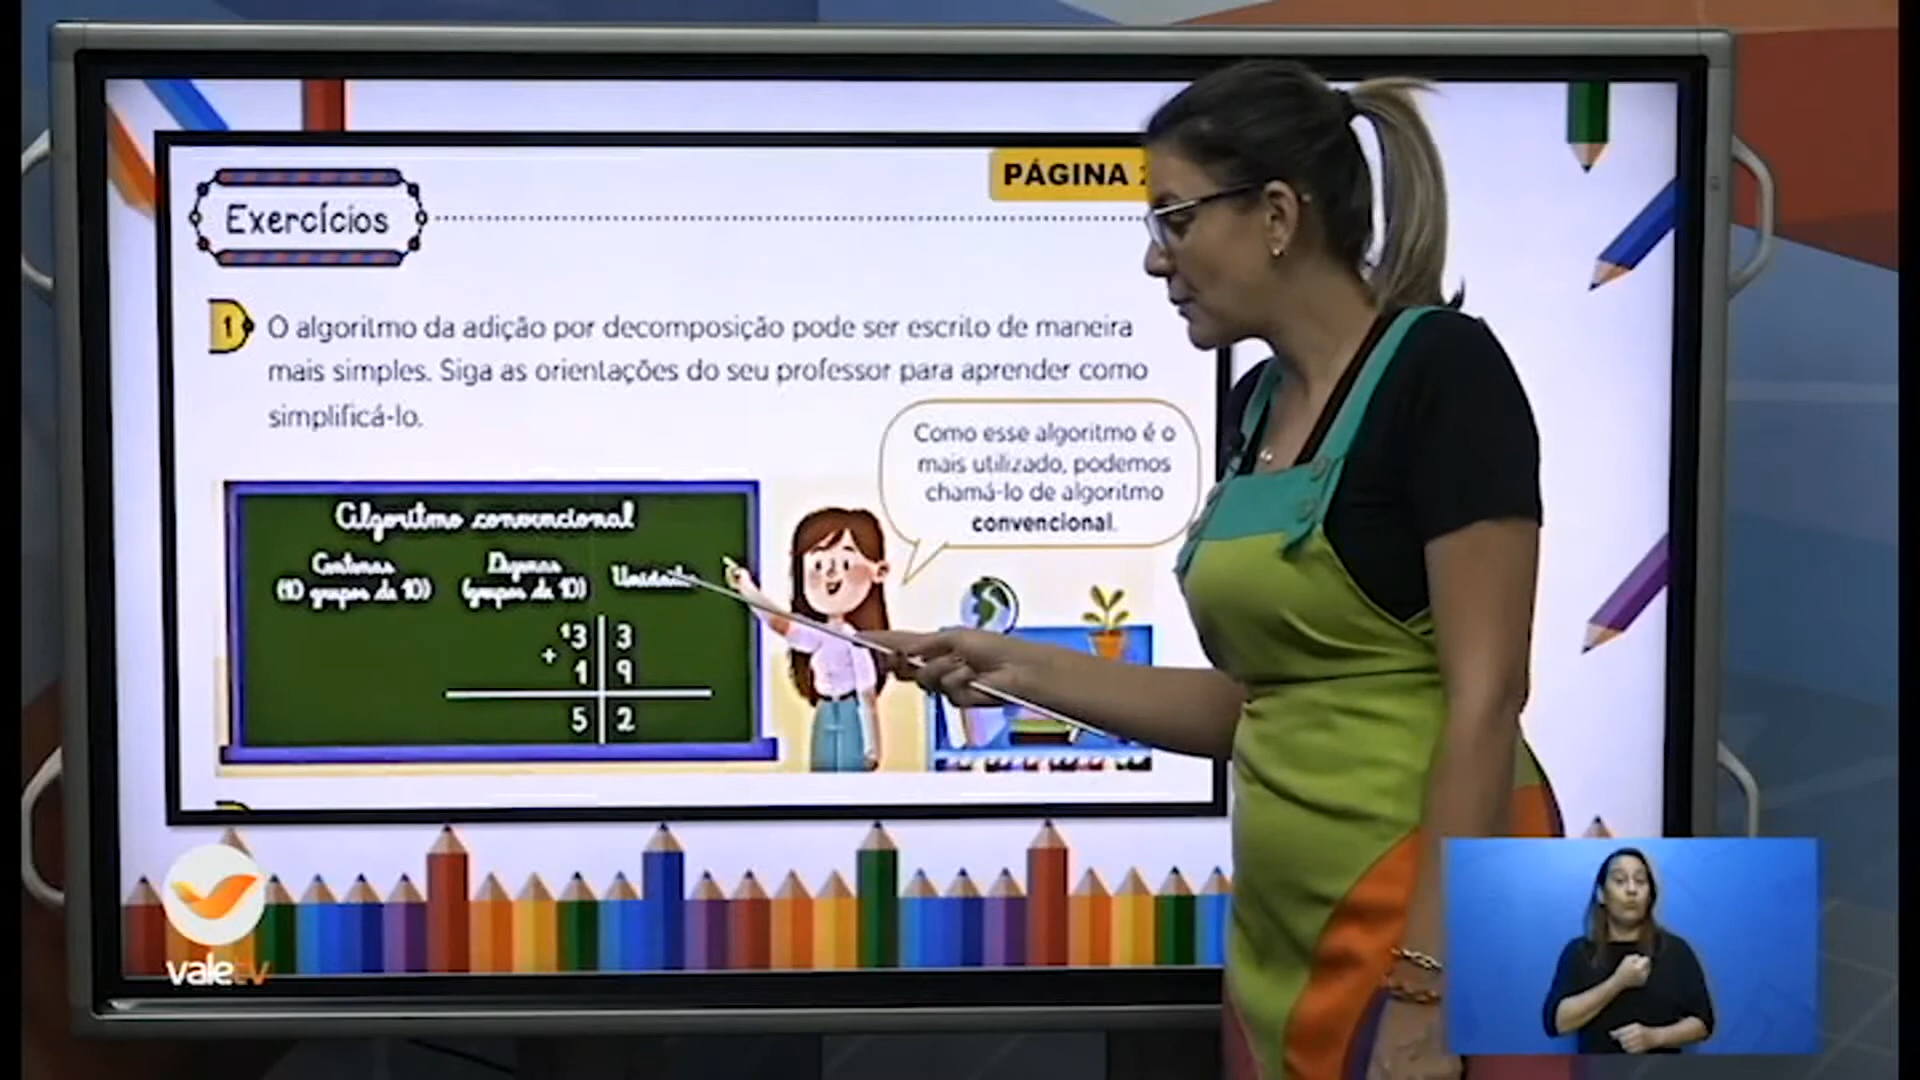 PÁGINA
Exercícios
1
O algoritmo da adição por decomposição pode ser escrito de maneira
mais simples. Siga as orientações do seu professor para aprender como
simplificá-lo.
Como esse algoritmo é o
mais utilizado, podemos
chamá-lo de algoritmo
convencional.
Algoritmo convencional
Centenas Dezenas
(10 grupos de 10) (grupos de 10)
13 3
+
1 9
5 2
valetv